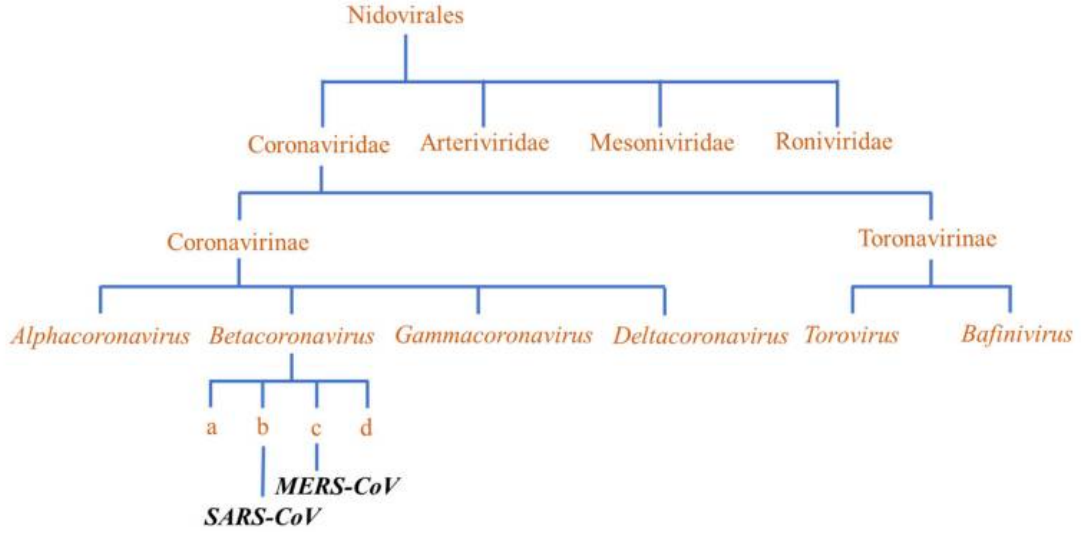 Nidovirales
Coronaviridae Arteriviridae Mesoniviridae Roniviridae
Coronavirinae Toronavirinae
Alphacoronavirus Betacoronavirus Gammacoronavirus Deltacoronavirus Torovirus Bafinivirus
a b c d
MERS-CoV
SARS-CoV